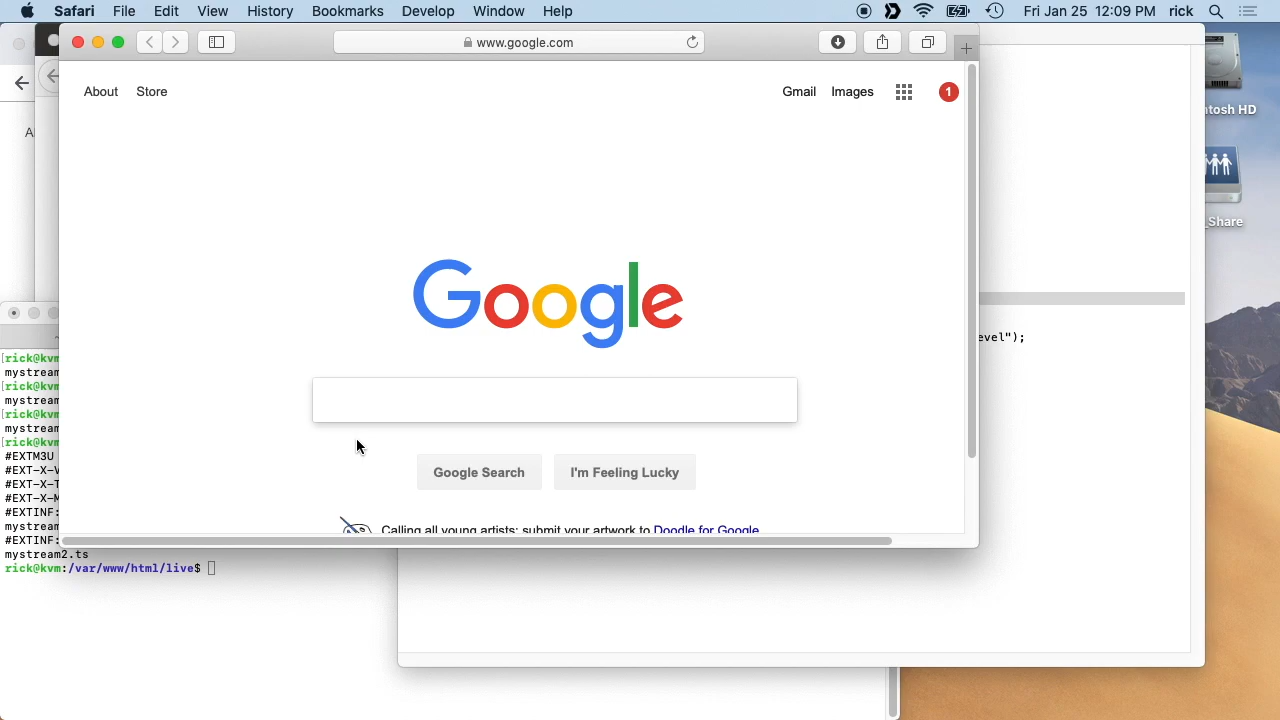 Safari File Edit View History Bookmarks Develop Window Help Fri Jan 25 12:09 PM rick
www.google.com
About Store Gmail Images 1
tosh HD
_Share
Google
evel");
[rick@kvm
mystream
[rick@kvm
mystream
[rick@kvm
mystream
[rick@kvm
#EXTM3U
#EXT-X-V
#EXT-X-T
#EXT-X-M
#EXTINF:
mystream
#EXTINF:
mystream2.ts
rick@kvm:/var/www/html/live$
Google Search I'm Feeling Lucky
Calling all young artists: submit your artwork to Doodle for Google